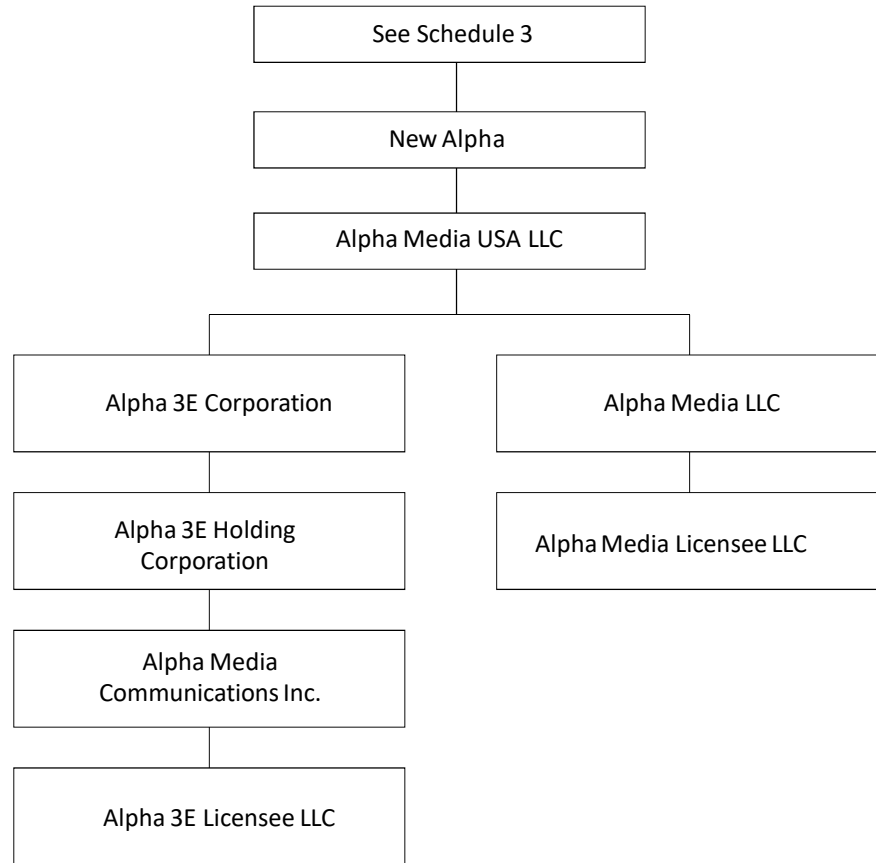 See Schedule 3
New Alpha
Alpha Media USA LLC
Alpha 3E Corporation
Alpha Media LLC
Alpha 3E Holding
Corporation
Alpha Media Licensee LLC
Alpha Media
Communications Inc.
Alpha 3E Licensee LLC